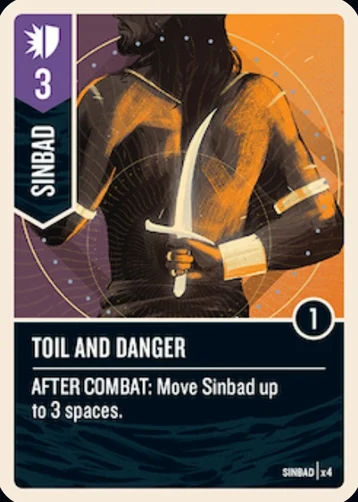 3
SINBAD
1
TOIL AND DANGER
AFTER COMBAT: Move Sinbad up
to 3 spaces.
SINBAD | x4